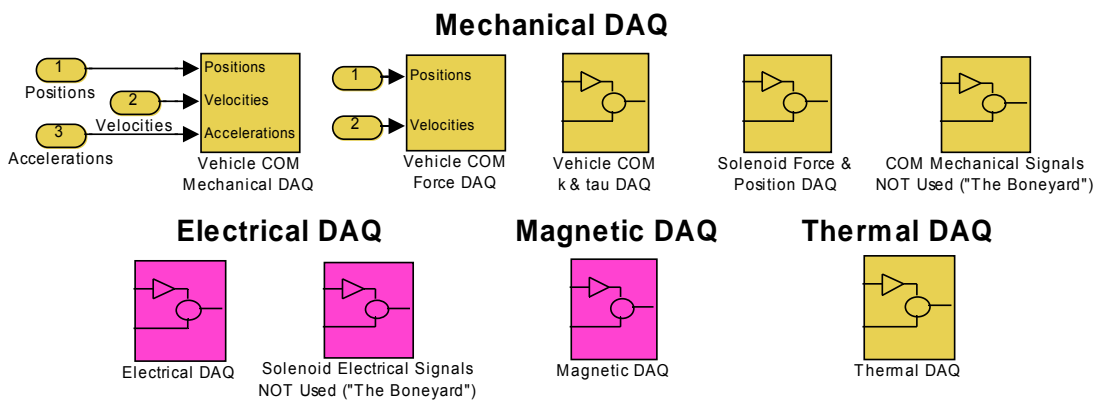 Mechanical DAQ
1
Positions
2
Velocities
3
Accelerations
Positions
Velocities
Accelerations
Vehicle COM
Mechanical DAQ
1
2
Positions
Velocities
Vehicle COM
Force DAQ
Vehicle COM
k & tau DAQ
Solenoid Force &
Position DAQ
COM Mechanical Signals
NOT Used ("The Boneyard")
Electrical DAQ
Magnetic DAQ
Thermal DAQ
Electrical DAQ
Solenoid Electrical Signals
NOT Used ("The Boneyard")
Magnetic DAQ
Thermal DAQ